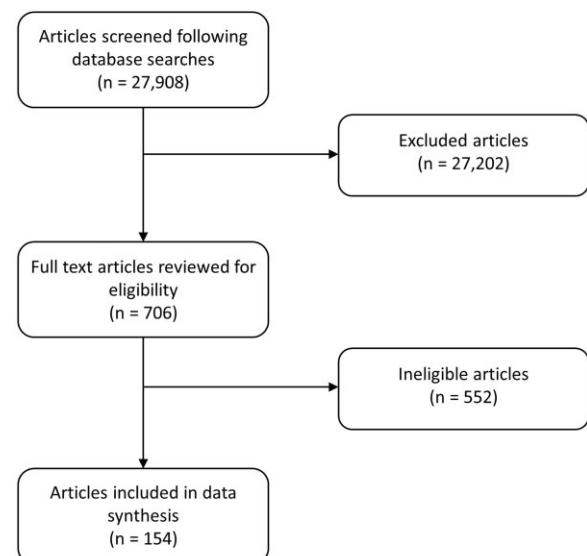 Articles screened following
database searches
(n = 27,908)
Excluded articles
(n = 27,202)
Full text articles reviewed for
eligibility
(n = 706)
Ineligible articles
(n = 552)
Articles included in data
synthesis
(n = 154)